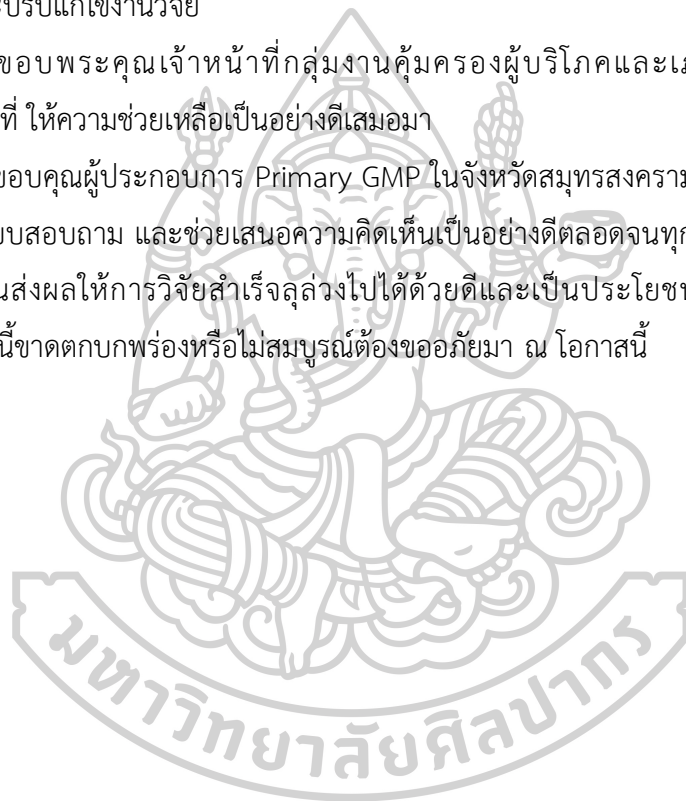 ะปรับแก้ไขงานวิจัย
ขอบพระคุณเจ้าหน้าที่กลุ่มงานคุ้มครองผู้บริโภคและเภ
ที่ ให้ความช่วยเหลือเป็นอย่างดีเสมอมา
ขอบคุณผู้ประกอบการ Primary GMP ในจังหวัดสมุทรสงคราม
บบสอบถาม และช่วยเสนอความคิดเห็นเป็นอย่างดีตลอดจนทุก
นส่งผลให้การวิจัยสำเร็จลุล่วงไปได้ด้วยดีและเป็นประโยชน
นี้ขาดตกบกพร่องหรือไม่สมบูรณ์ต้องขออภัยมา ณ โอกาสนี้
มหาวิทยาลัยศิลปากร